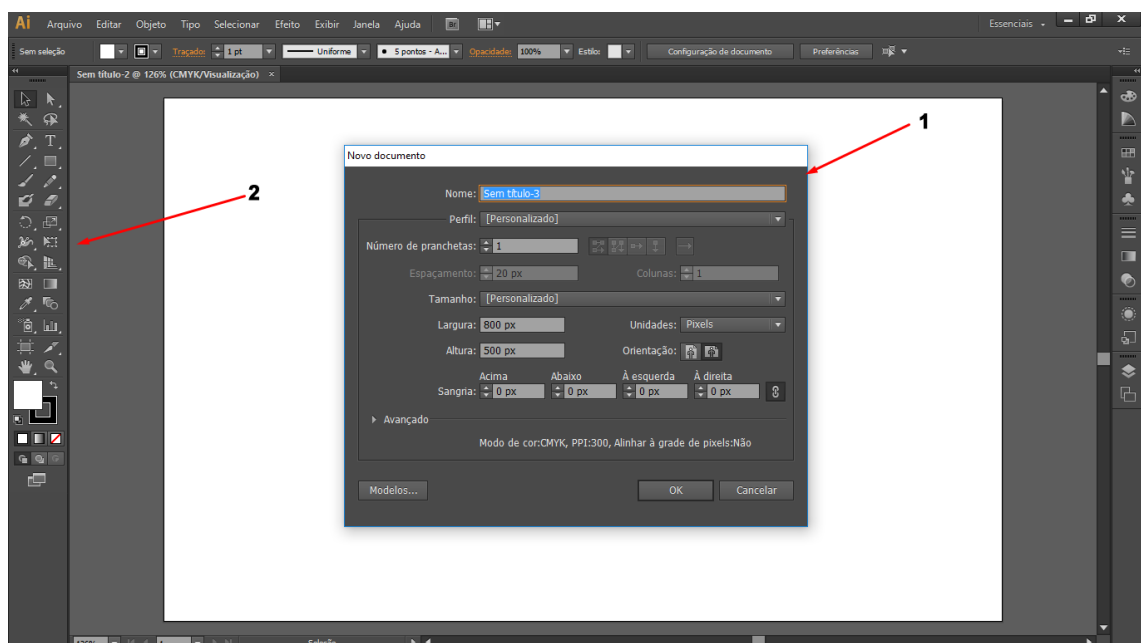 Ai Arquivo Editar Objeto Tipo Selecionar Efeito Exibir Janela Ajuda Br Essenciais
Sem seleção Traçado: 1 pt Uniforme 5 pontos - A... Opacidade: 100% Estilo: Configuração de documento Preferências
Sem título-2 @ 126% (CMYK/Visualização) ×
1
2
Novo documento
Nome: Sem título-3
Perfil: [Personalizado]
Número de pranchetas: 1
Espaçamento: 20 px Colunas: 1
Tamanho: [Personalizado]
Largura: 800 px Unidades: Pixels
Altura: 500 px Orientação:
Acima Abaixo À esquerda À direita
Sangria: 0 px 0 px 0 px 0 px
Avançado
Modo de cor:CMYK, PPI:300, Alinhar à grade de pixels:Não
Modelos... OK Cancelar
126% 1 Seleção